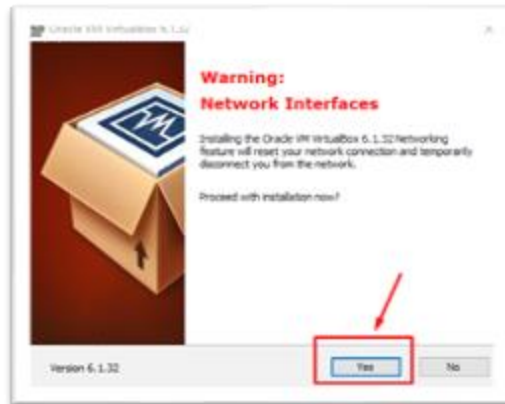 Oracle VM VirtualBox 6.1.32
Warning:
Network Interfaces
Installing the Oracle VM VirtualBox 6.1.32 Networking
feature will reset your network connection and temporarily
disconnect you from the network.
Proceed with installation now?
Version 6.1.32
Yes
No